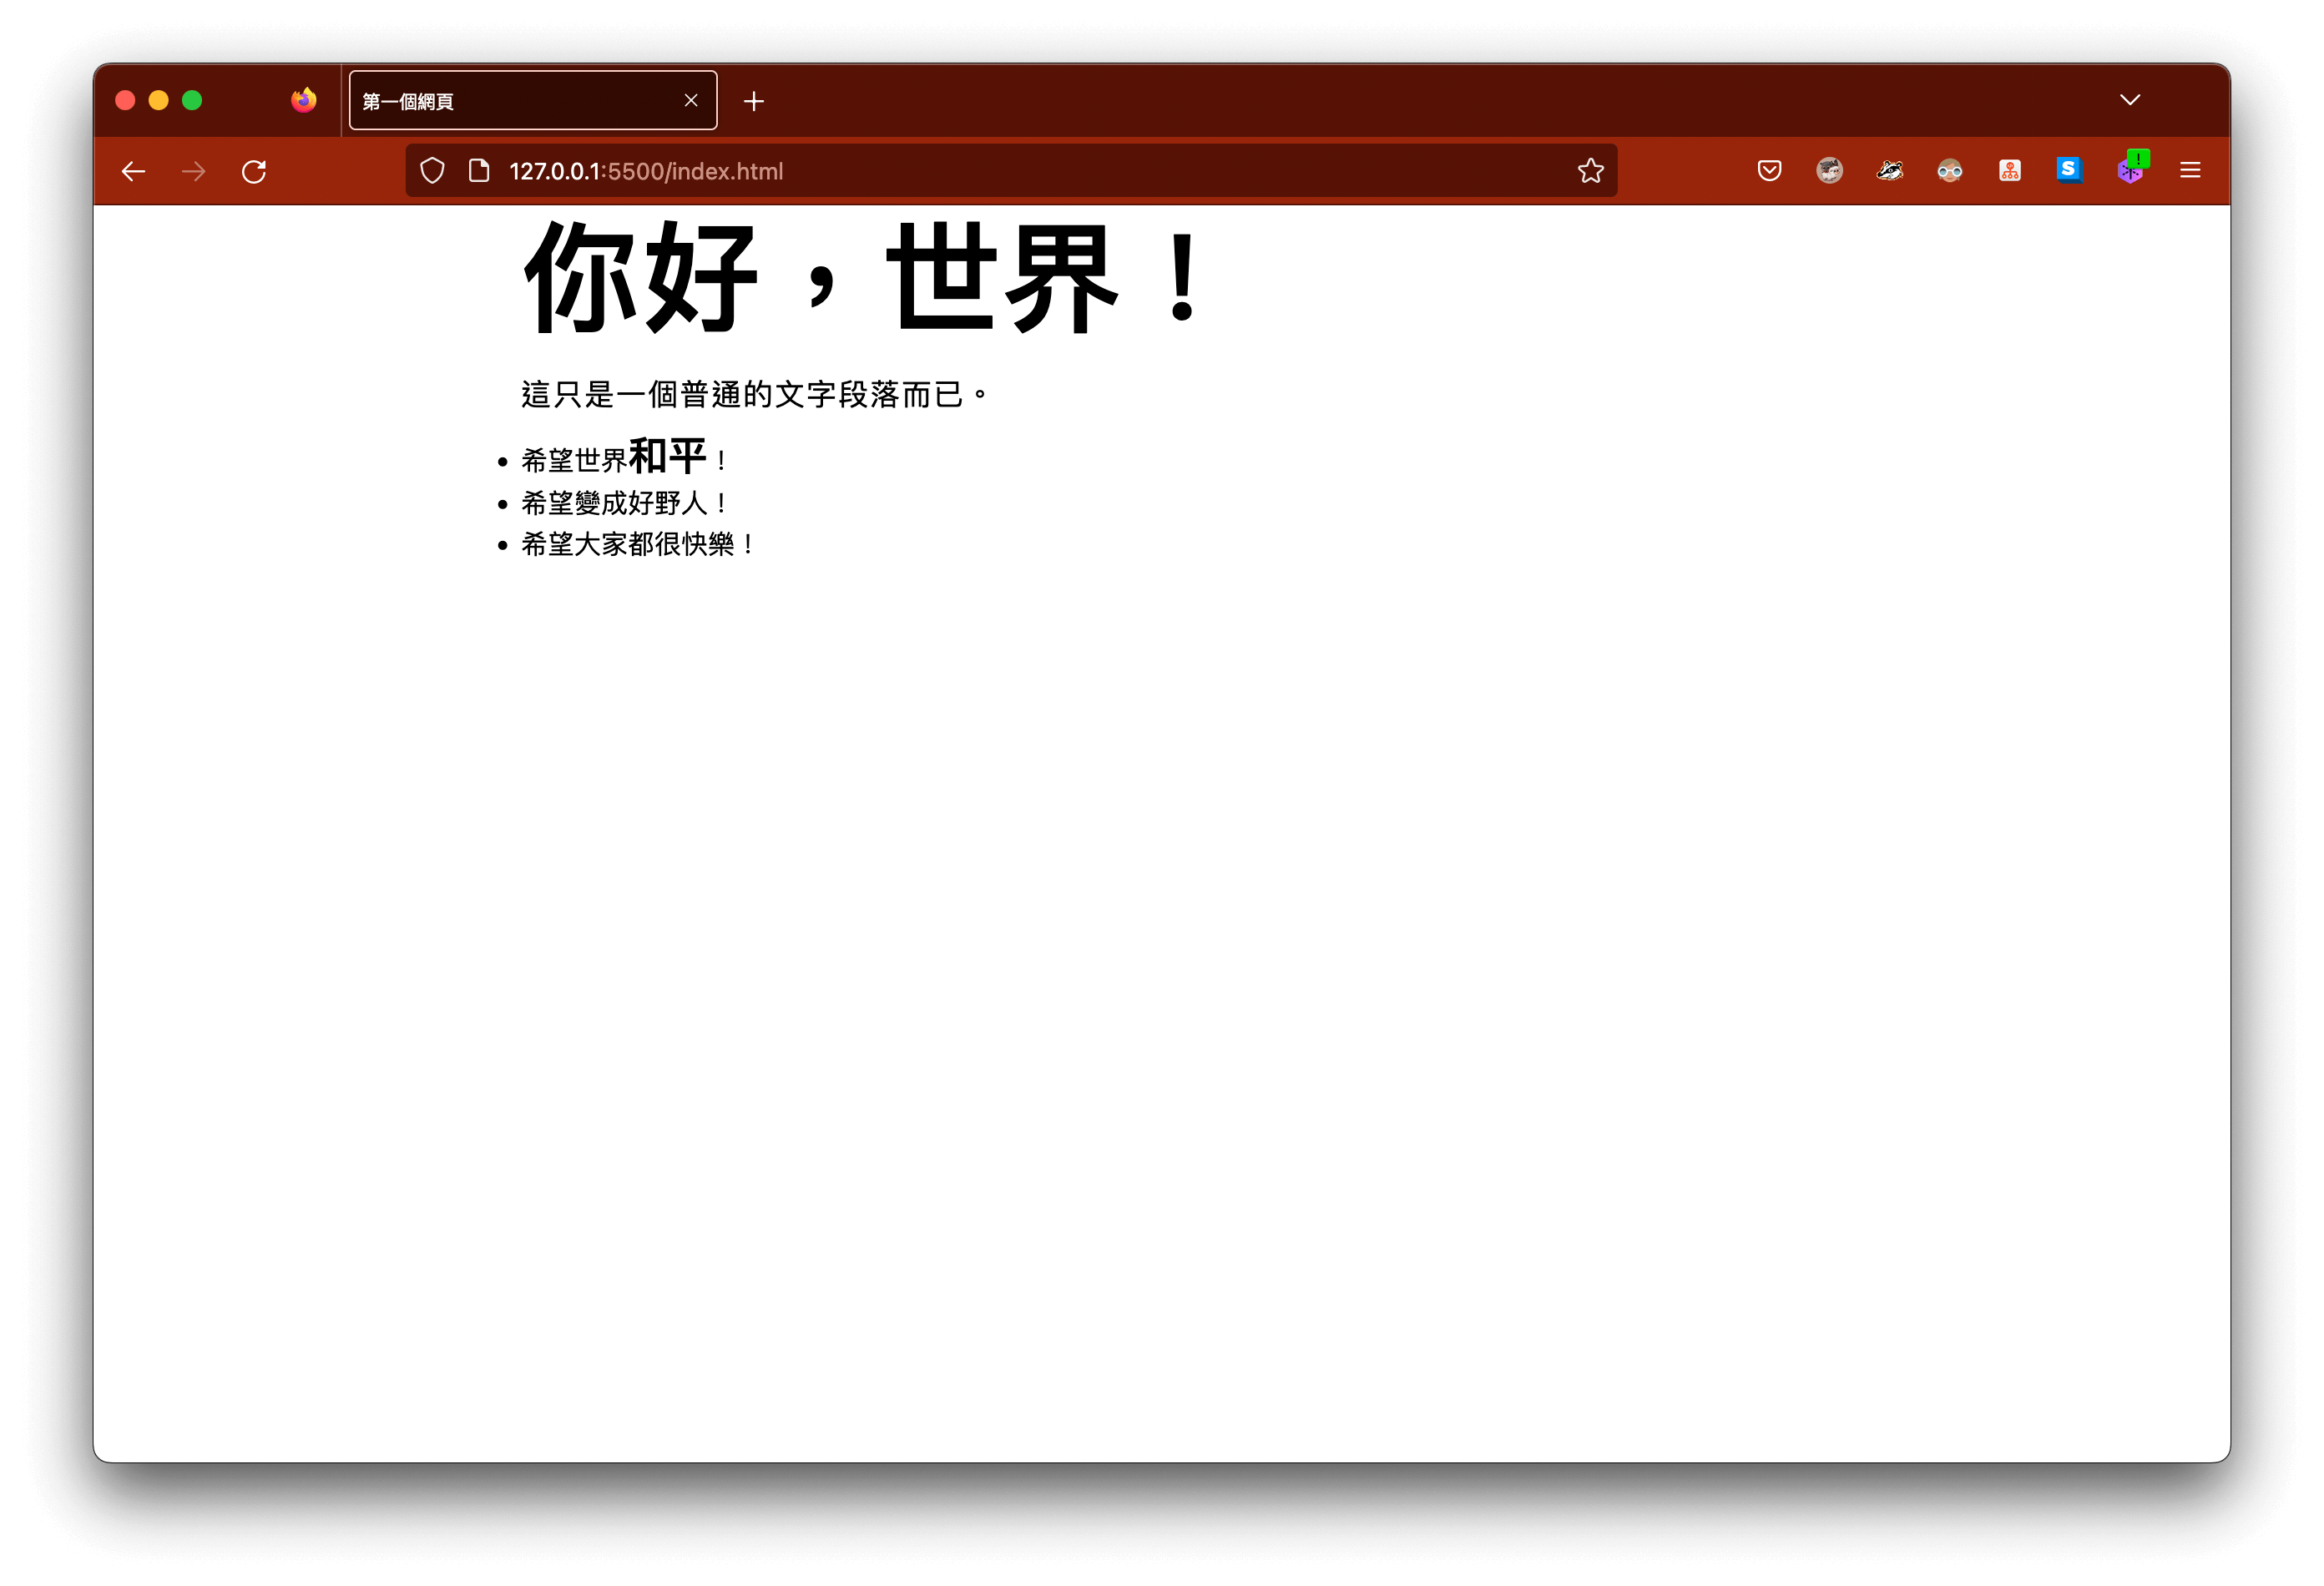 第一個網頁
127.0.0.1:5500/index.html
S
!
你好，世界！
這只是一個普通的文字段落而已。
希望世界和平！
希望變成好野人！
希望大家都很快樂！